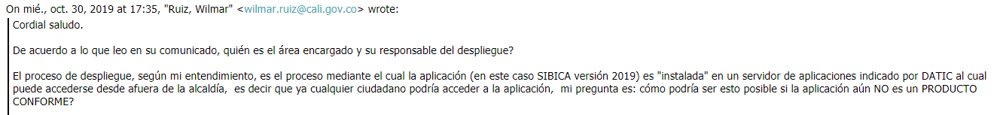 On mié., oct. 30, 2019 at 17:35, "Ruiz, Wilmar" <wilmar.ruiz@cali.gov.co> wrote:
Cordial saludo.
De acuerdo a lo que leo en su comunicado, quién es el área encargado y su responsable del despliegue?
El proceso de despliegue, según mi entendimiento, es el proceso mediante el cual la aplicación (en este caso SIBICA versión 2019) es "instalada" en un servidor de aplicaciones indicado por DATIC al cual
puede accederse desde afuera de la alcaldía,  es decir que ya cualquier ciudadano podría acceder a la aplicación,  mi pregunta es: cómo podría ser esto posible si la aplicación aún NO es un PRODUCTO
CONFORME?